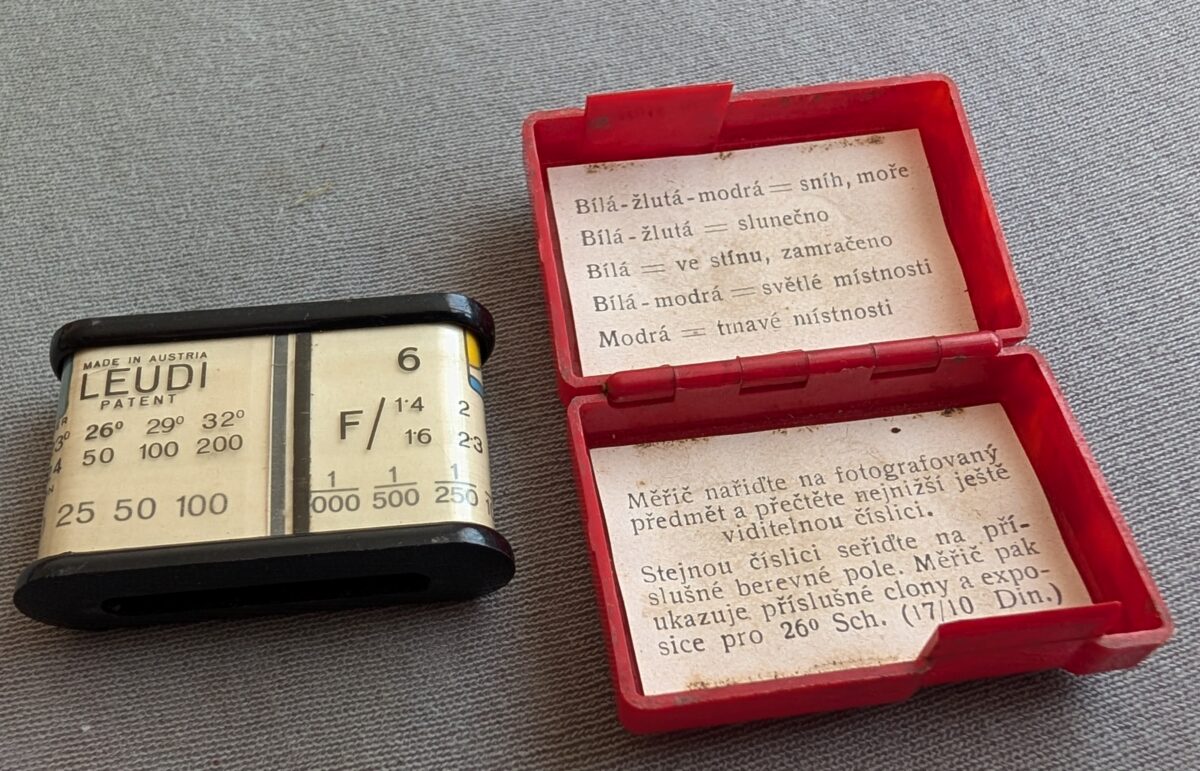 MADE IN AUSTRIA
LEUDI
PATENT
26° 29° 32°
50 100 200
25 50 100
6
F/ 1·4 2
1·6 2·3
1/500 1/250
Bílá-žlutá-modrá = sníh, moře
Bílá-žlutá = slunečno
Bílá = ve stínu, zamračeno
Bílá-modrá = světlé místnosti
Modrá = tmavé místnosti
Měřič nařiďte na fotografovaný
předmět a přečtěte nejnižší ještě
viditelnou číslici.
Stejnou číslici seřiďte na pří-
slušné berevné pole. Měřič pak
ukazuje příslušné clony a expo-
sice pro 26° Sch. (17/10 Din.)